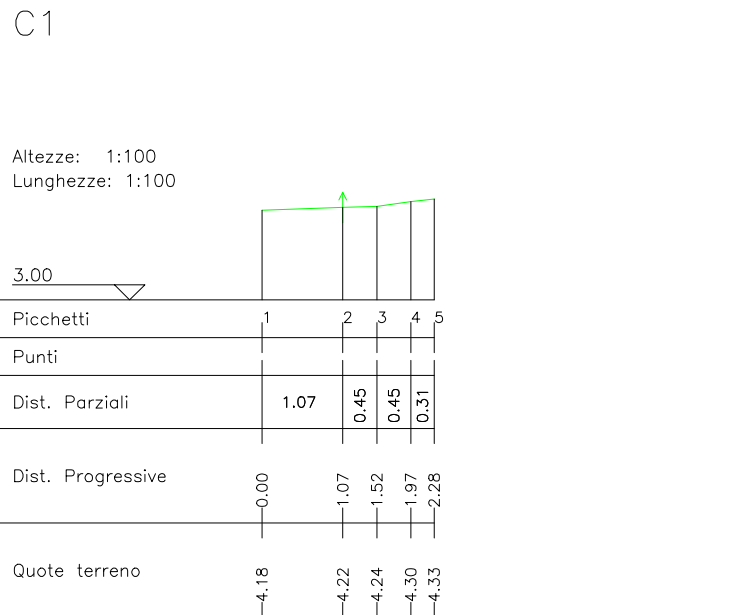 C1
Altezze: 1:100
Lunghezze: 1:100
3.00
Picchetti 1 2 3 4 5
Punti
Dist. Parziali 1.07 0.45 0.45 0.31
Dist. Progressive 0.00 1.07 1.52 1.97 2.28
Quote terreno 4.18 4.22 4.24 4.30 4.33